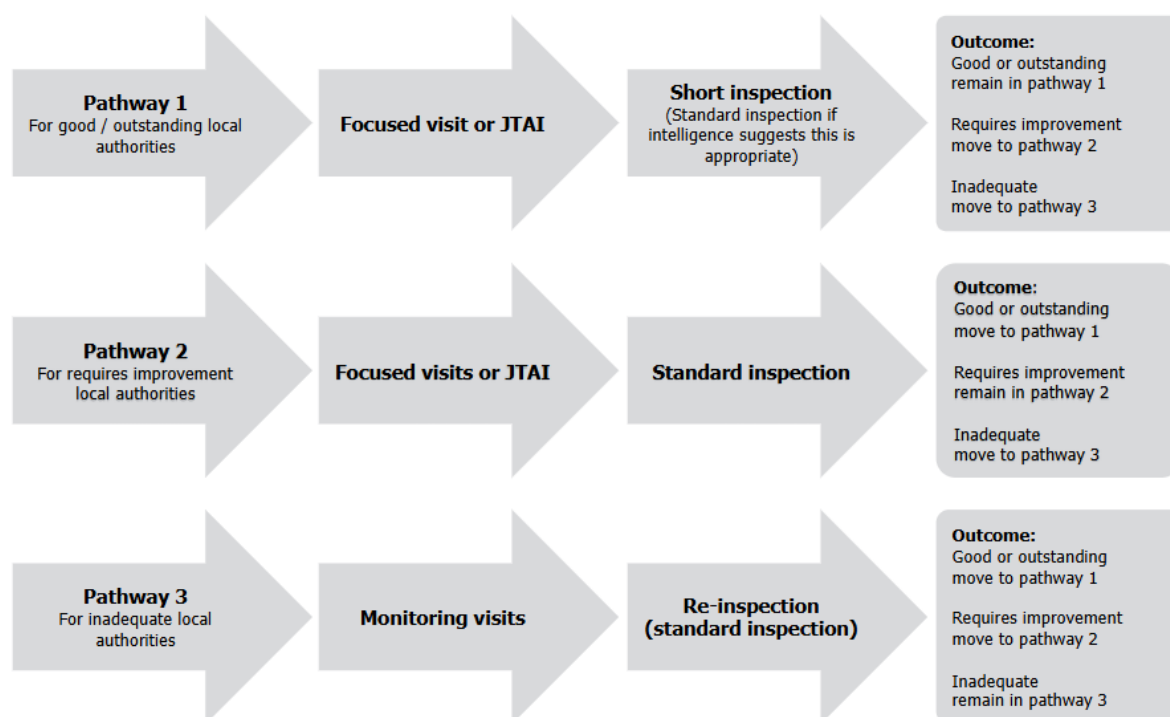 Pathway 1
For good / outstanding local
authorities
Focused visit or JTAI
Short inspection
(Standard inspection if
intelligence suggests this is
appropriate)
Outcome:
Good or outstanding
remain in pathway 1
Requires improvement
move to pathway 2
Inadequate
move to pathway 3
Pathway 2
For requires improvement
local authorities
Focused visits or JTAI
Standard inspection
Outcome:
Good or outstanding
move to pathway 1
Requires improvement
remain in pathway 2
Inadequate
move to pathway 3
Pathway 3
For inadequate local
authorities
Monitoring visits
Re-inspection
(standard inspection)
Outcome:
Good or outstanding
move to pathway 1
Requires improvement
move to pathway 2
Inadequate
remain in pathway 3